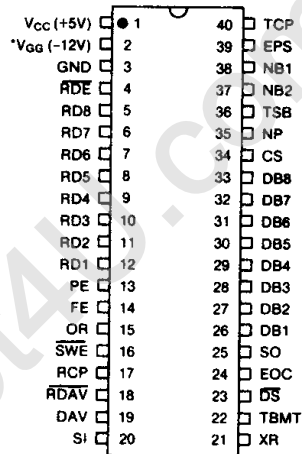 Vcc (+5V) 1 40 TCP
*VGG (-12V) 2 39 EPS
GND 3 38 NB1
R̅D̅E̅ 4 37 NB2
RD8 5 36 TSB
RD7 6 35 NP
RD6 7 34 CS
RD5 8 33 DB8
RD4 9 32 DB7
RD3 10 31 DB6
RD2 11 30 DB5
RD1 12 29 DB4
PE 13 28 DB3
FE 14 27 DB2
OR 15 26 DB1
S̅W̅E̅ 16 25 SO
RCP 17 24 EOC
R̅D̅A̅V̅ 18 23 D̅S̅
DAV 19 22 TBMT
SI 20 21 XR